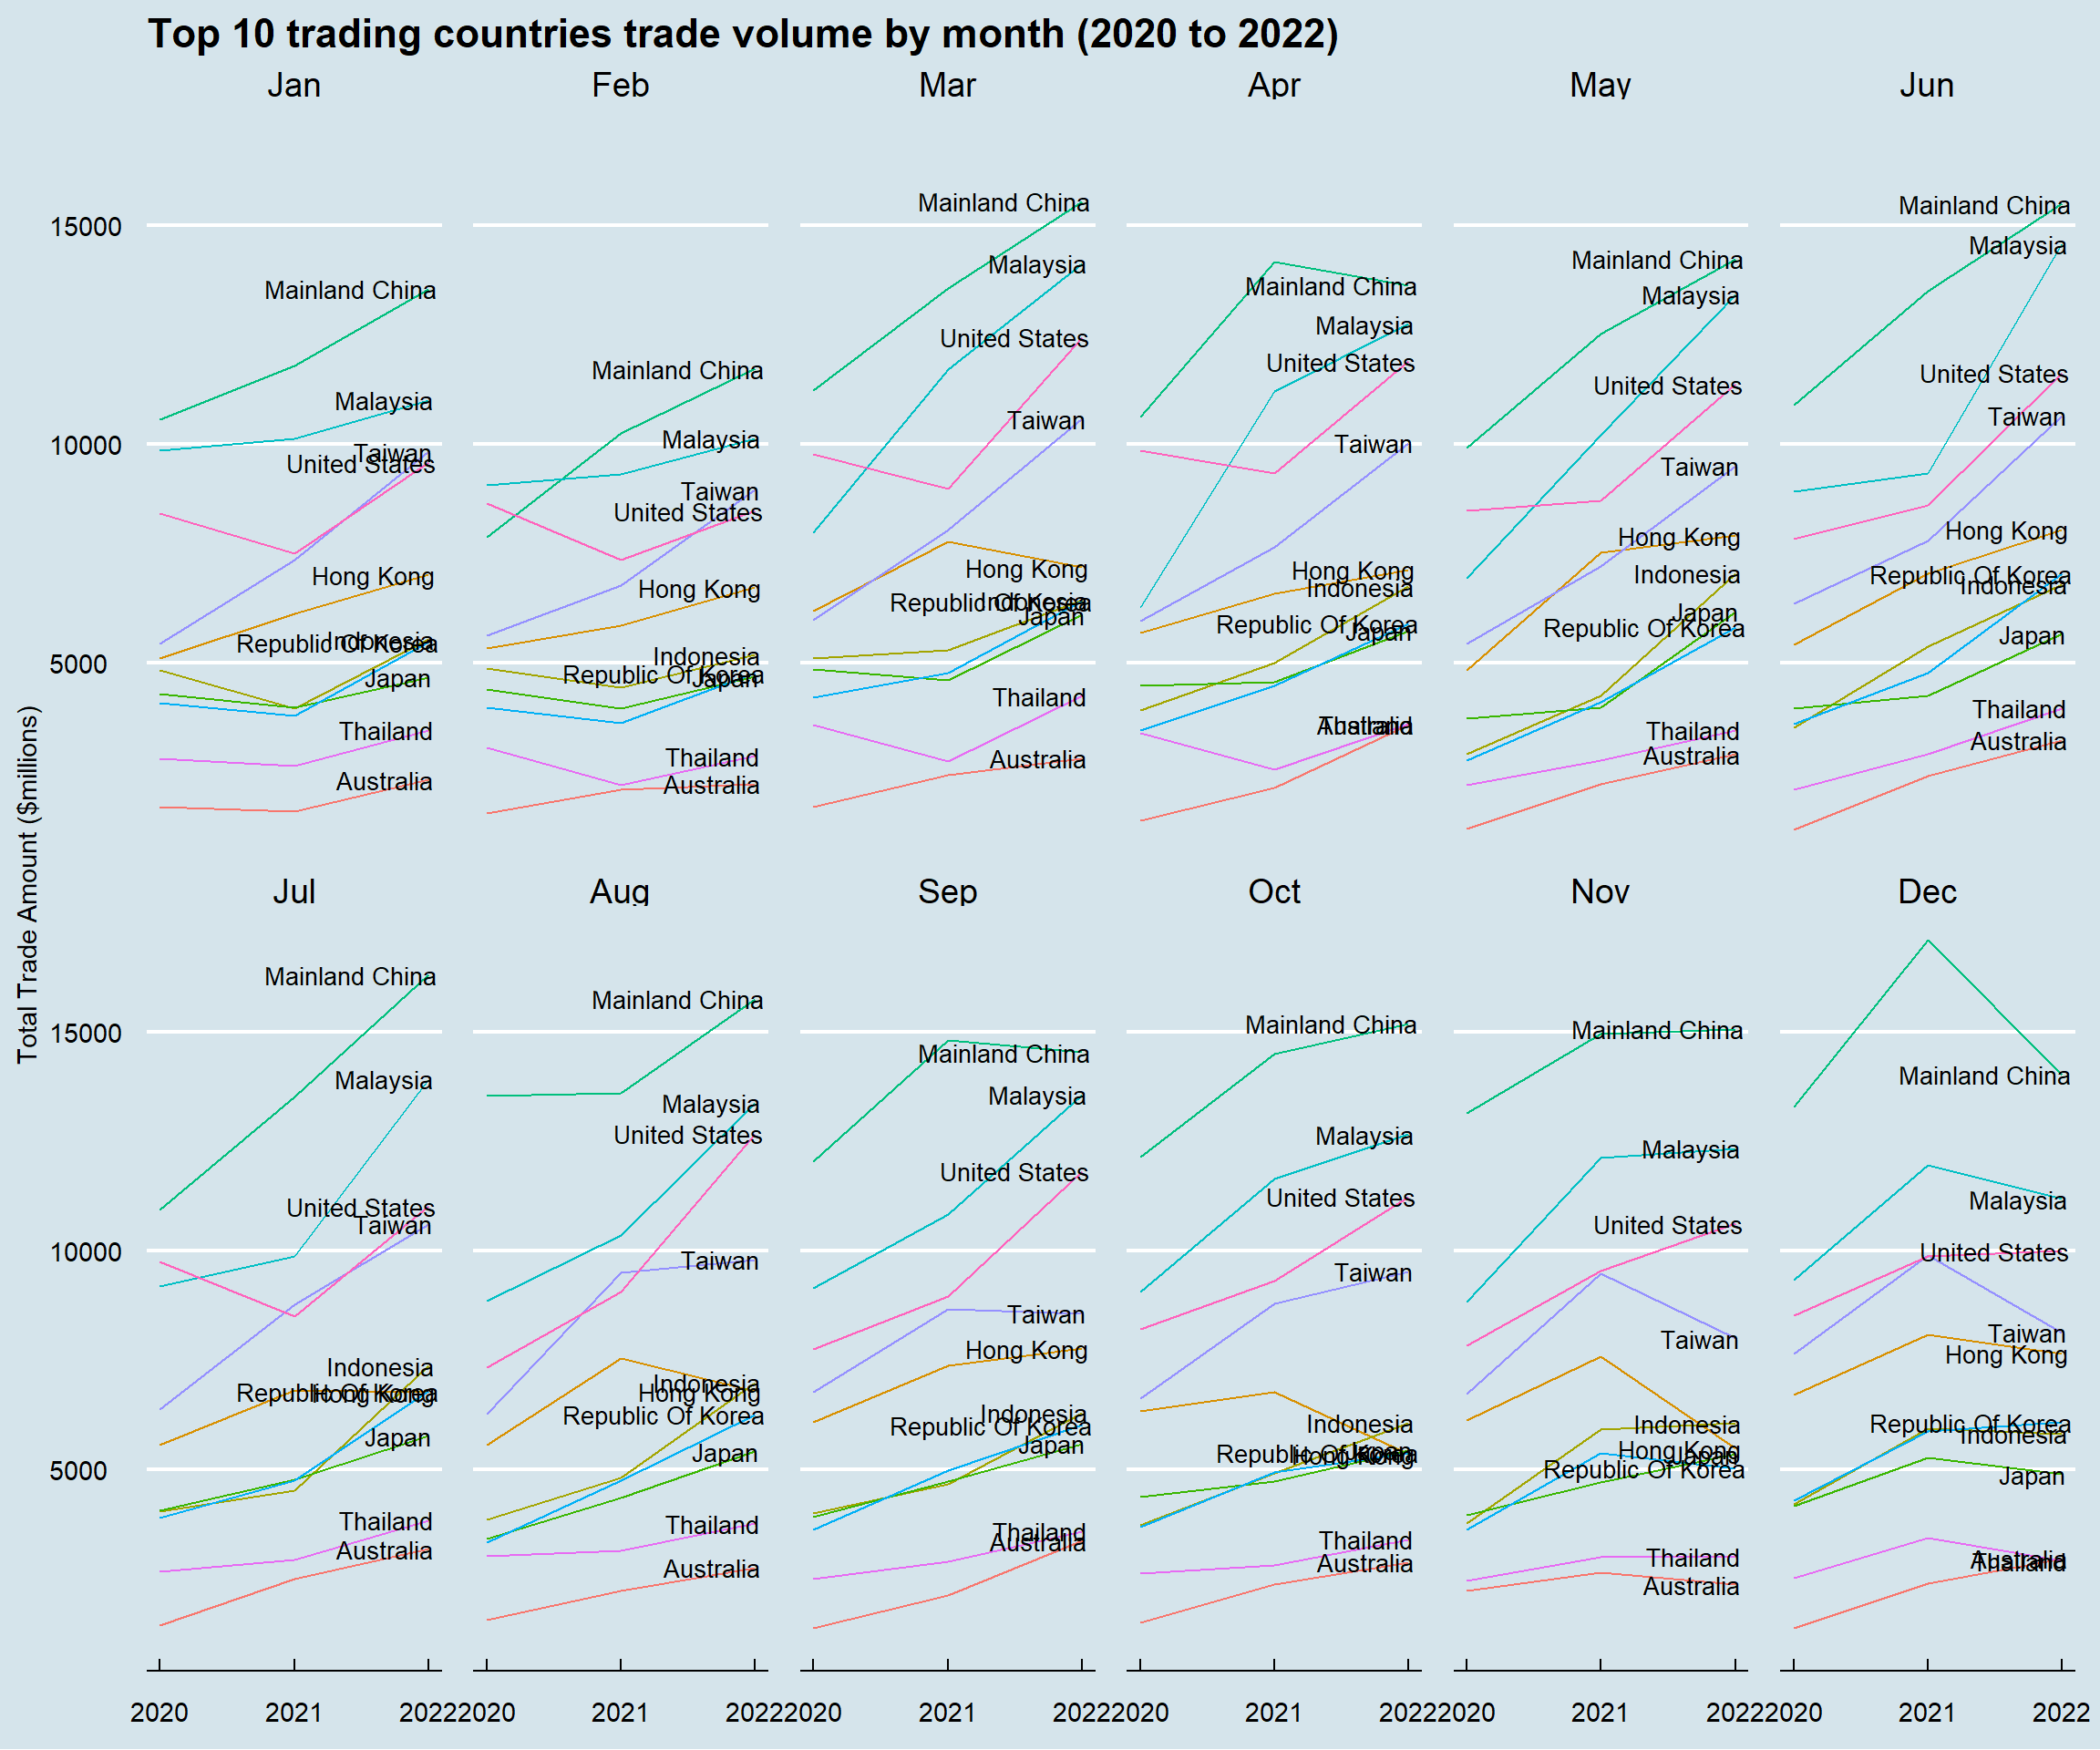 Top 10 trading countries trade volume by month (2020 to 2022)
Jan Feb Mar Apr May Jun
Total Trade Amount ($millions)
15000
10000
5000
Mainland China
Malaysia
Taiwan
United States
Hong Kong
Indonesia
Republic Of Korea
Japan
Thailand
Australia
Mainland China
Malaysia
Taiwan
United States
Hong Kong
Indonesia
Republic Of Korea
Japan
Thailand
Australia
Mainland China
Malaysia
United States
Taiwan
Hong Kong
Indonesia
Republic Of Korea
Japan
Thailand
Australia
Mainland China
Malaysia
United States
Taiwan
Hong Kong
Indonesia
Republic Of Korea
Japan
Thailand
Australia
Mainland China
Malaysia
United States
Taiwan
Hong Kong
Indonesia
Japan
Republic Of Korea
Thailand
Australia
Mainland China
Malaysia
United States
Taiwan
Hong Kong
Republic Of Korea
Indonesia
Japan
Thailand
Australia
Jul Aug Sep Oct Nov Dec
15000
10000
5000
Mainland China
Malaysia
United States
Taiwan
Indonesia
Republic Of Korea
Hong Kong
Japan
Thailand
Australia
Mainland China
Malaysia
United States
Taiwan
Indonesia
Hong Kong
Republic Of Korea
Japan
Thailand
Australia
Mainland China
Malaysia
United States
Taiwan
Hong Kong
Indonesia
Republic Of Korea
Japan
Thailand
Australia
Mainland China
Malaysia
United States
Taiwan
Indonesia
Japan
Republic Of Korea
Hong Kong
Thailand
Australia
Mainland China
Malaysia
United States
Taiwan
Indonesia
Hong Kong
Japan
Republic Of Korea
Thailand
Australia
Mainland China
Malaysia
United States
Taiwan
Hong Kong
Republic Of Korea
Indonesia
Japan
Australia
Thailand
2020 2021 2022 2020 2021 2022 2020 2021 2022 2020 2021 2022 2020 2021 2022 2020 2021 2022